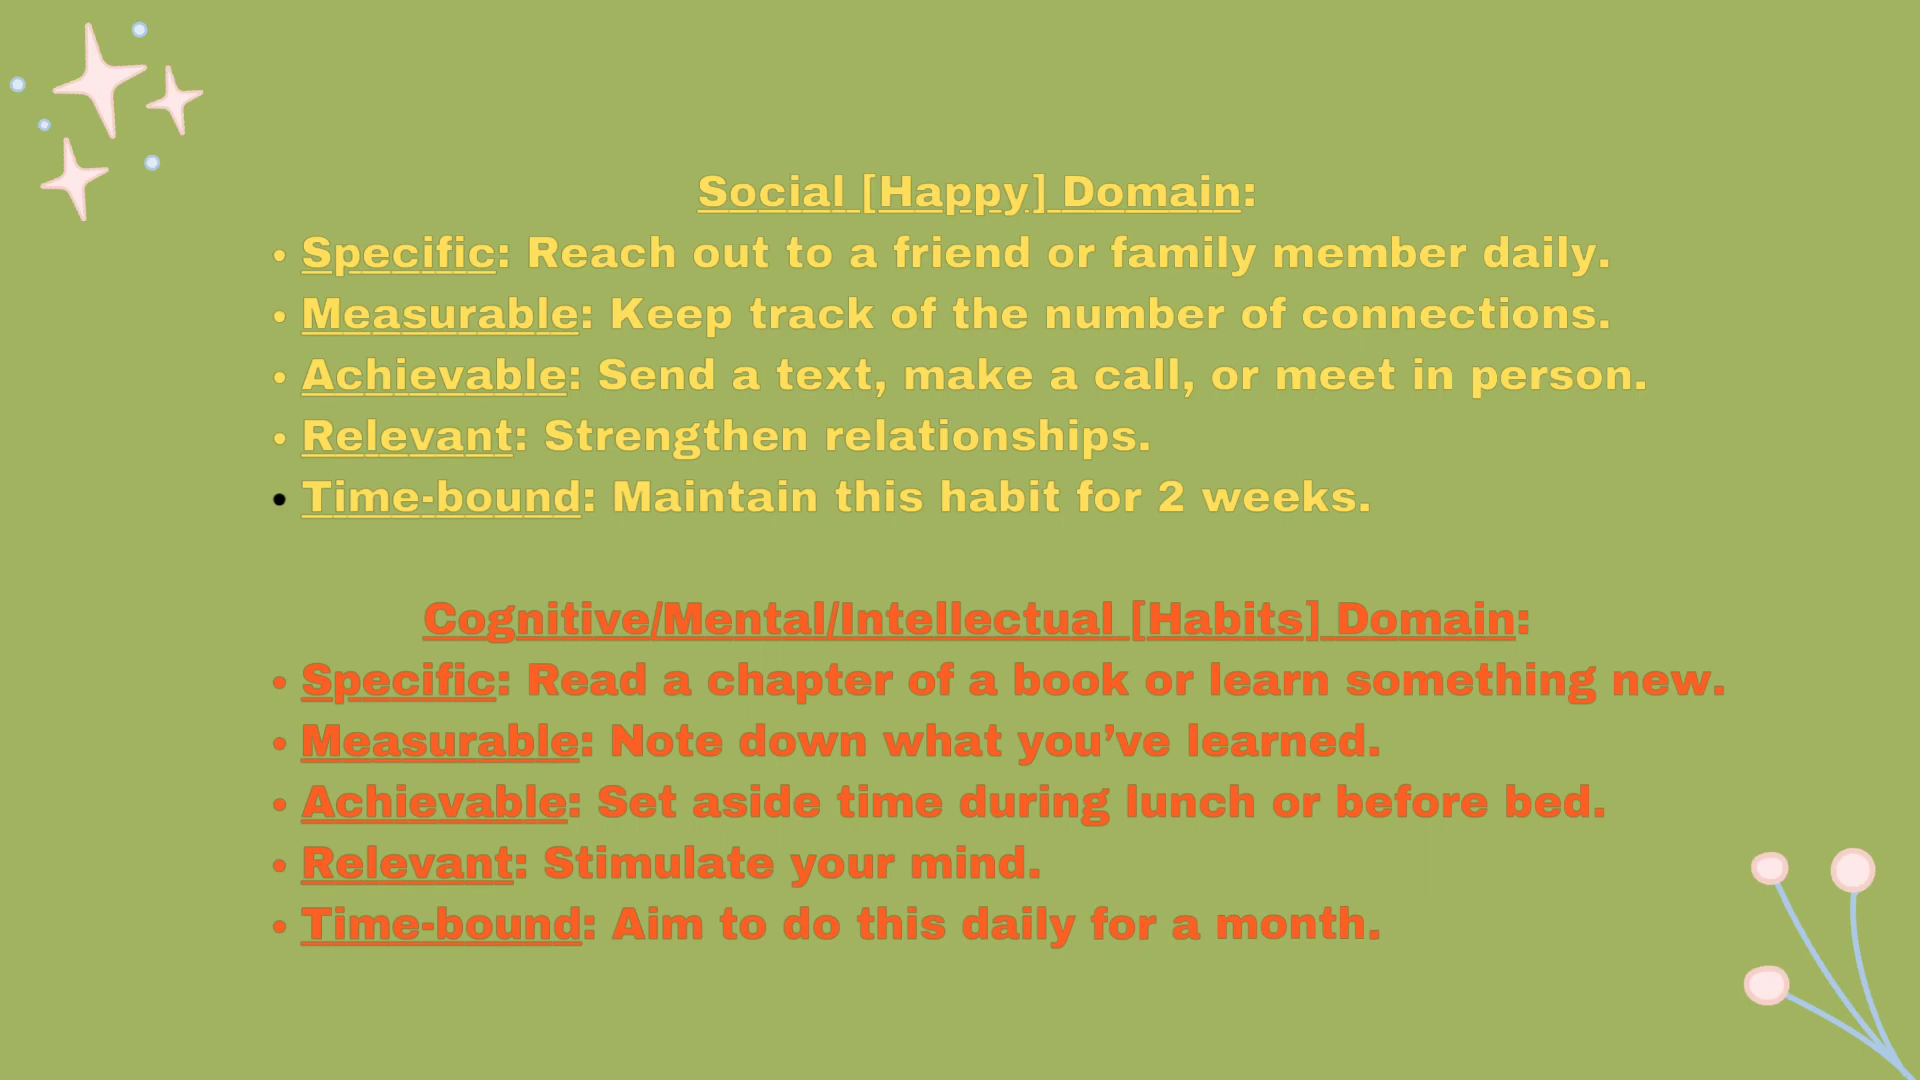 Social [Happy] Domain:
• Specific: Reach out to a friend or family member daily.
• Measurable: Keep track of the number of connections.
• Achievable: Send a text, make a call, or meet in person.
• Relevant: Strengthen relationships.
• Time-bound: Maintain this habit for 2 weeks.
Cognitive/Mental/Intellectual [Habits] Domain:
• Specific: Read a chapter of a book or learn something new.
• Measurable: Note down what you’ve learned.
• Achievable: Set aside time during lunch or before bed.
• Relevant: Stimulate your mind.
• Time-bound: Aim to do this daily for a month.